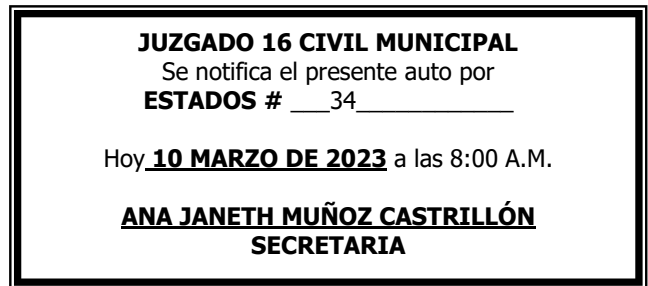 JUZGADO 16 CIVIL MUNICIPAL
Se notifica el presente auto por
ESTADOS # ___34____________
Hoy 10 MARZO DE 2023 a las 8:00 A.M.
ANA JANETH MUÑOZ CASTRILLÓN
SECRETARIA